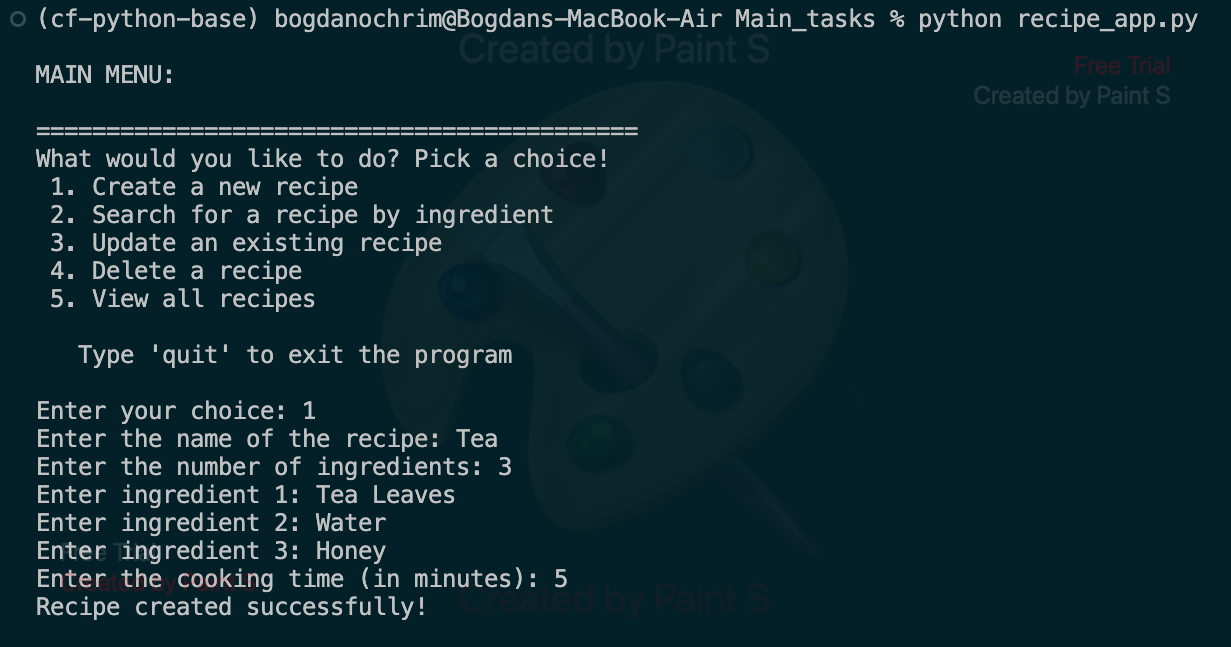 (cf-python-base) bogdanochrim@Bogdans-MacBook-Air Main_tasks % python recipe_app.py
Created by Paint S
Free Trial
MAIN MENU:
Created by Paint S
===========================================
What would you like to do? Pick a choice!
1. Create a new recipe
2. Search for a recipe by ingredient
3. Update an existing recipe
4. Delete a recipe
5. View all recipes
Type 'quit' to exit the program
Enter your choice: 1
Enter the name of the recipe: Tea
Enter the number of ingredients: 3
Enter ingredient 1: Tea Leaves
Enter ingredient 2: Water
Enter ingredient 3: Honey
Free Trial
Enter the cooking time (in minutes): 5
Created by Paint S
Created by Paint S
Recipe created successfully!